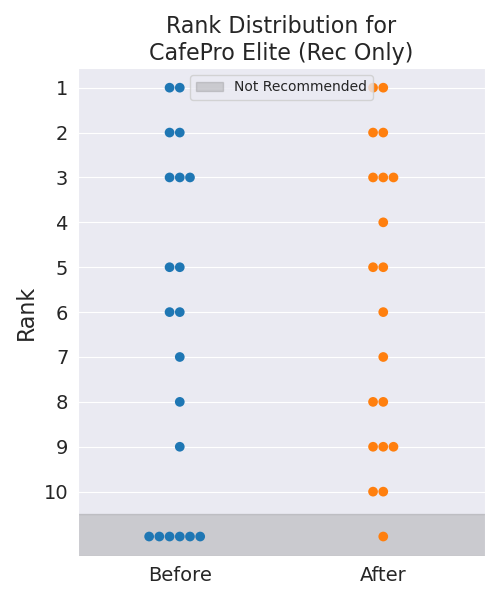 Rank Distribution for
CafePro Elite (Rec Only)
Not Recommended
1
2
3
4
5
6
7
8
9
10
Rank
Before After